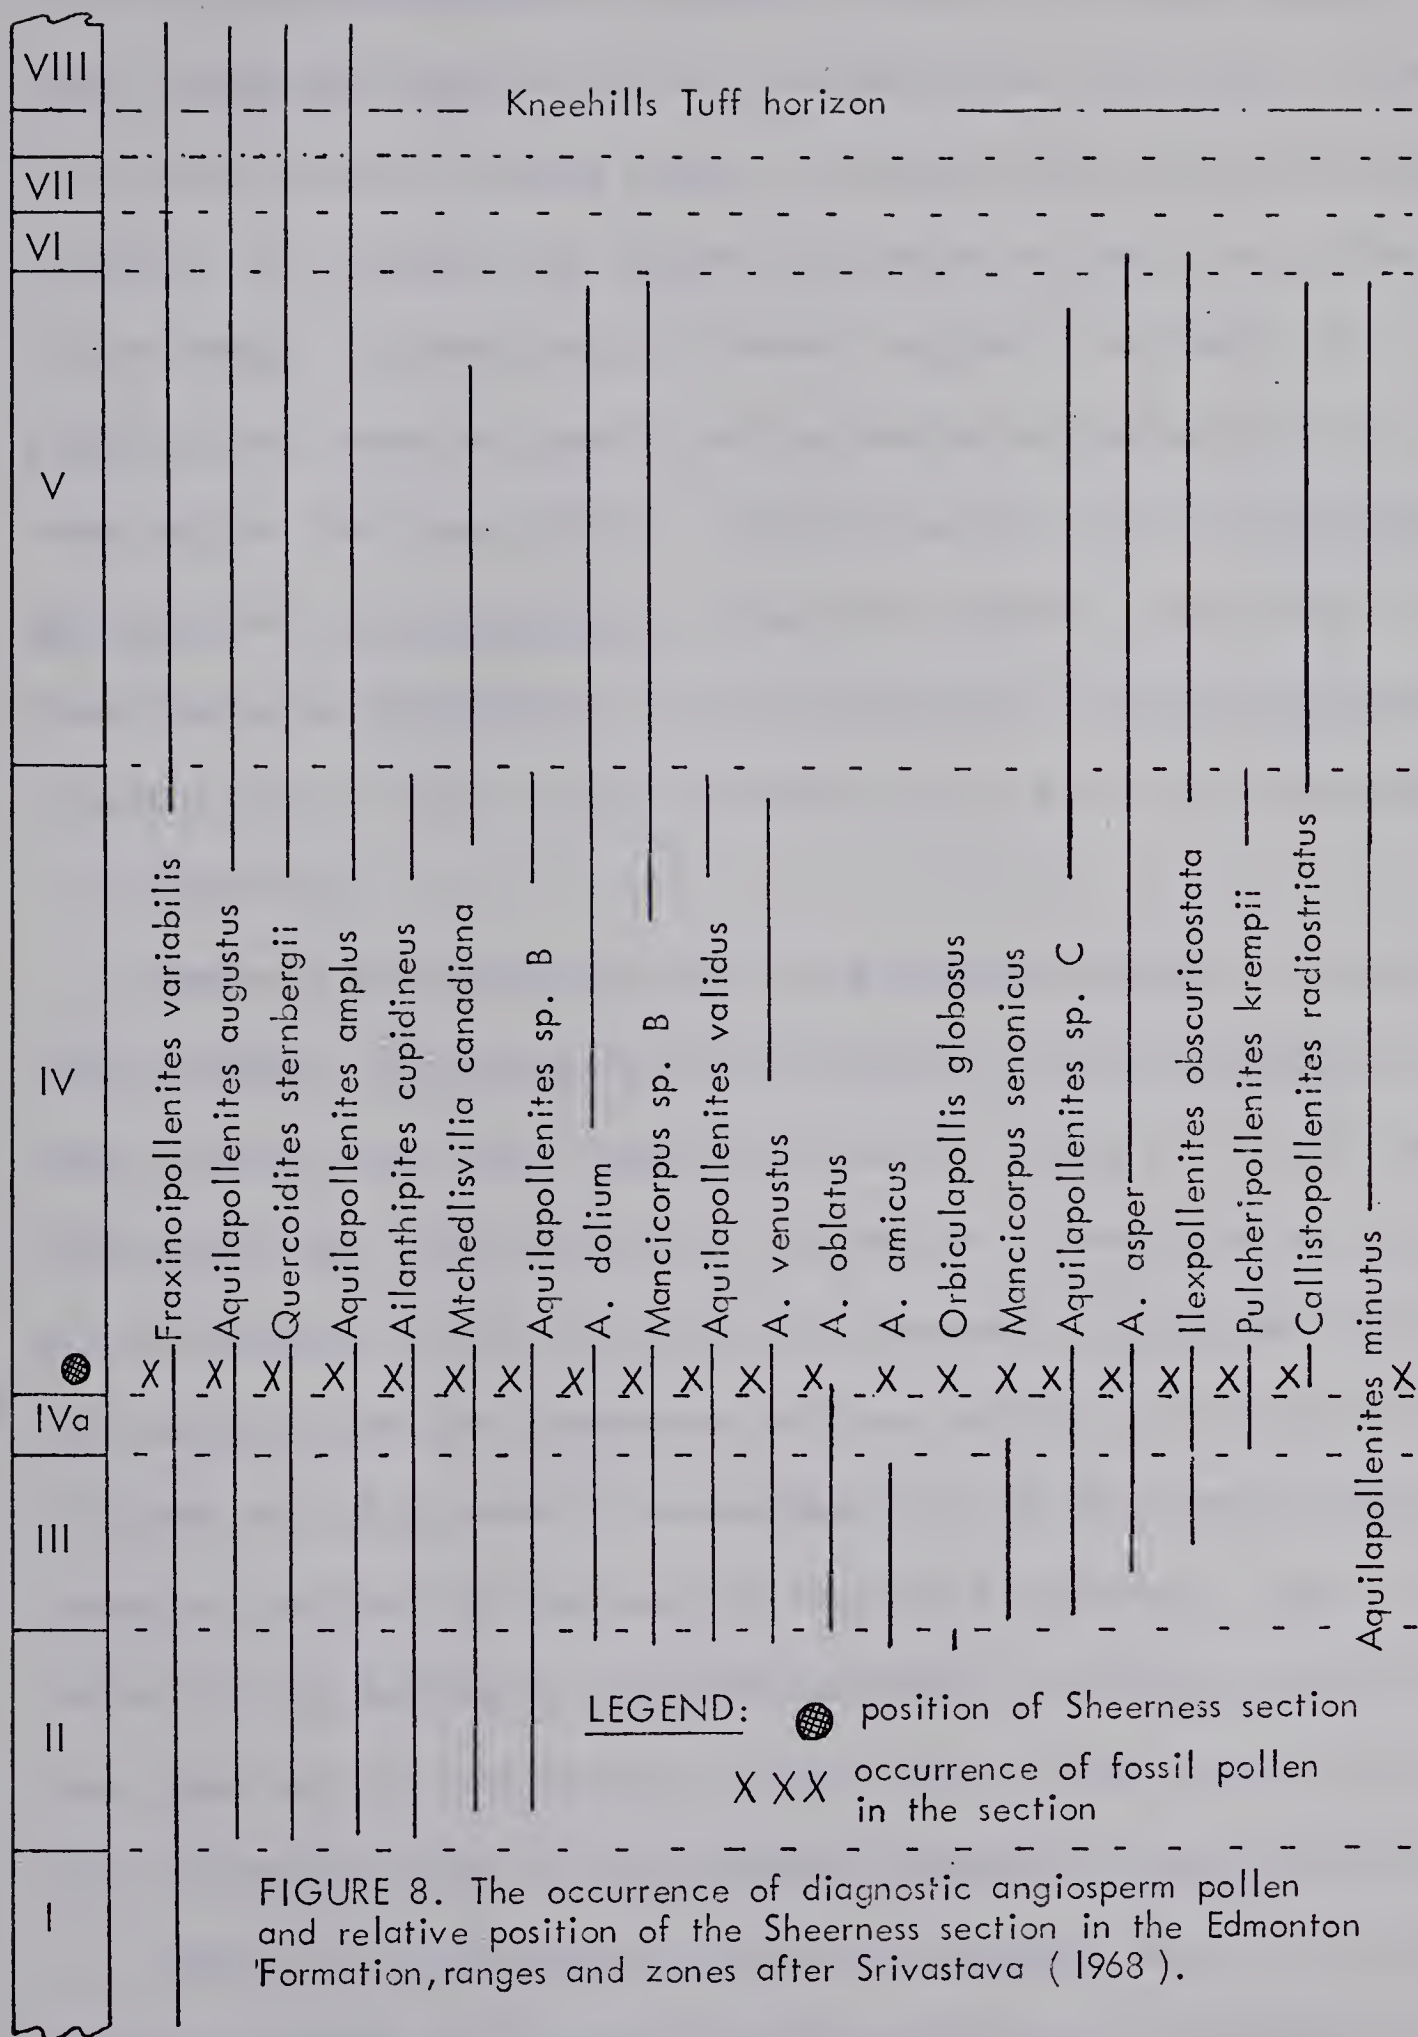 VIII
Kneehills Tuff horizon
VII
VI
V
IV
IVa
III
II
I
Fraxinoipollenites variabilis
Aquilapollenites augustus
Quercoidites sternbergii
Aquilapollenites amplus
Ailanthipites cupidineus
Mtchedlisvilia canadiana
Aquilapollenites sp. B
A. dolium
Mancicorpus sp. B
Aquilapollenites validus
A. venustus
A. oblatus
A. amicus
Orbiculapollis globosus
Mancicorpus senonicus
Aquilapollenites sp. C
A. asper
Ilexpollenites obscuricostata
Pulcheripollenites krempii
Callistopollenites radiostriatus
Aquilapollenites minutus
X X X X X X X X X X X X X X X X X X X X X
LEGEND:
position of Sheerness section
X X X occurrence of fossil pollen
in the section
FIGURE 8. The occurrence of diagnostic angiosperm pollen
and relative position of the Sheerness section in the Edmonton
'Formation, ranges and zones after Srivastava ( 1968 ).